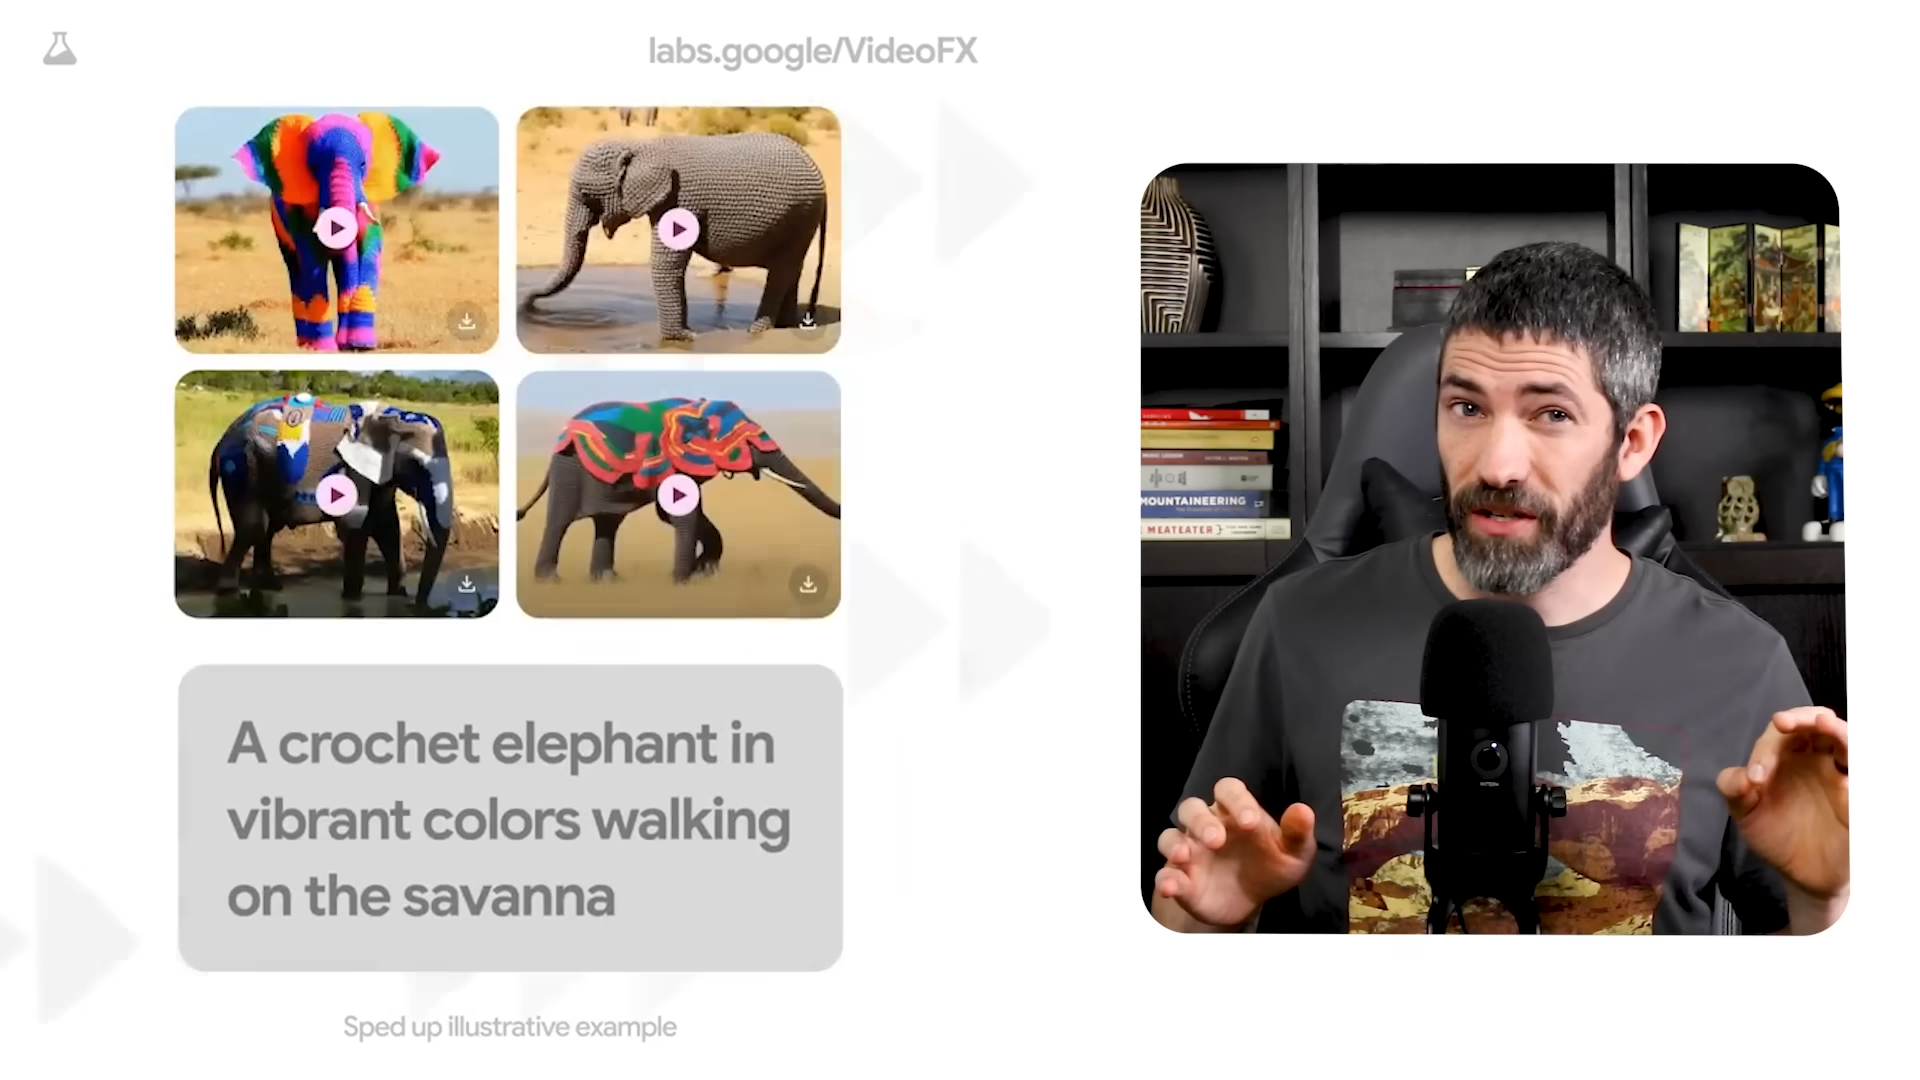 labs.google/VideoFX
A crochet elephant in
vibrant colors walking
on the savanna
Sped up illustrative example
MOUNTAINEERING
MEATEATER